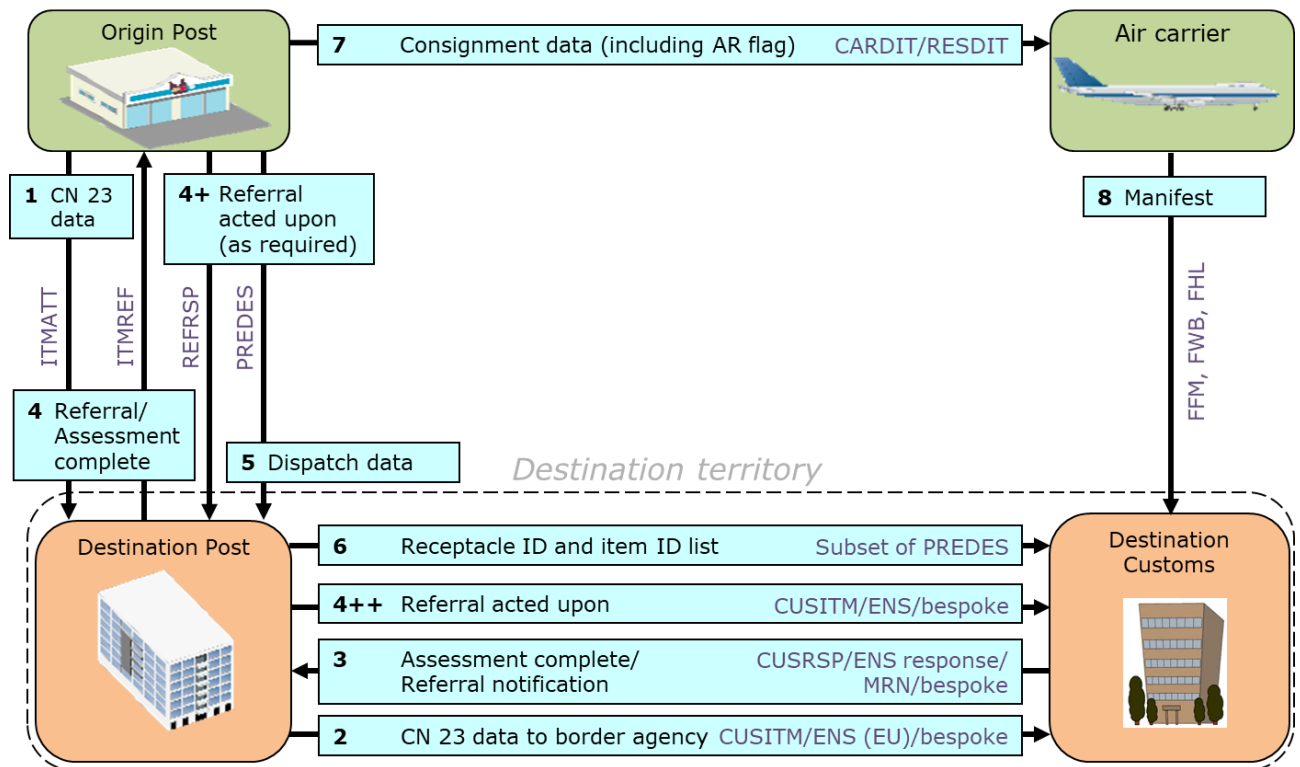 Origin Post
7 Consignment data (including AR flag) CARDIT/RESDIT
Air carrier
1 CN 23
data
4+ Referral
acted upon
(as required)
8 Manifest
ITMATT
ITMREF
REFRSP
PREDES
FFM, FWB, FHL
4 Referral/
Assessment
complete
5 Dispatch data
Destination territory
Destination Post
6 Receptacle ID and item ID list Subset of PREDES
Destination
Customs
4++ Referral acted upon CUSITM/ENS/bespoke
3 Assessment complete/ CUSRSP/ENS response/
Referral notification MRN/bespoke
2 CN 23 data to border agency CUSITM/ENS (EU)/bespoke